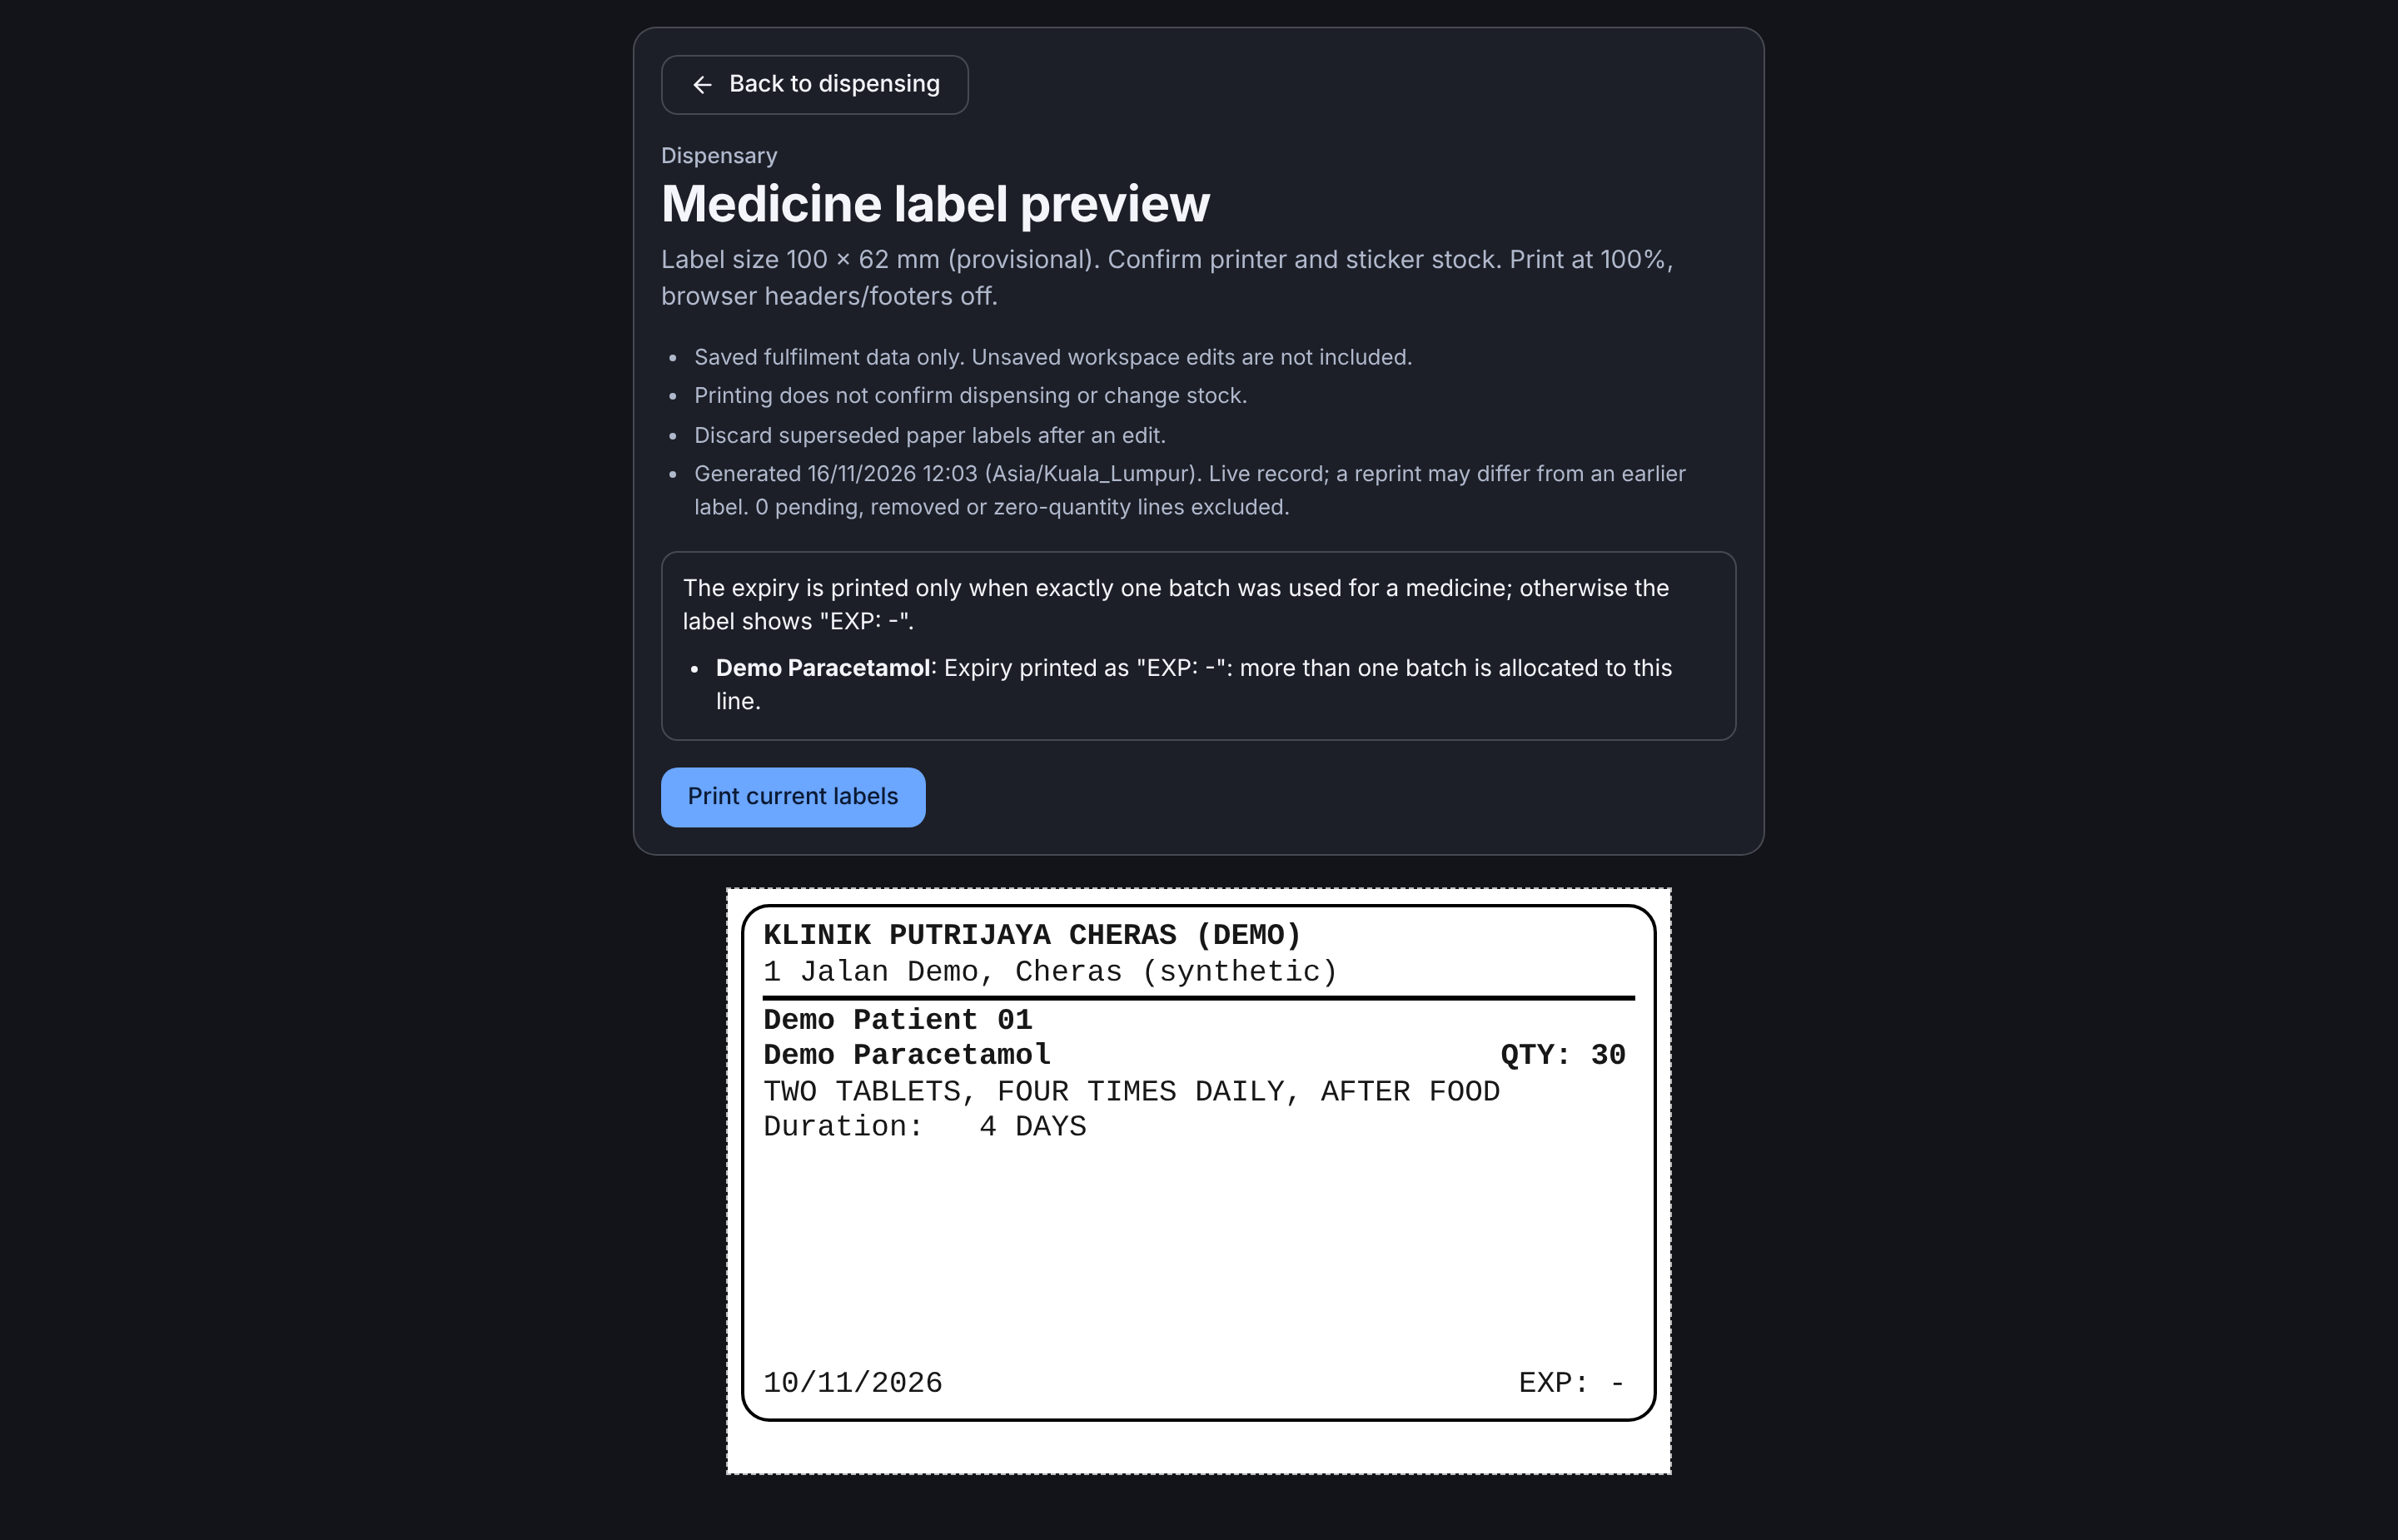 Back to dispensing
Dispensary
Medicine label preview
Label size 100 × 62 mm (provisional). Confirm printer and sticker stock. Print at 100%,
browser headers/footers off.
• Saved fulfilment data only. Unsaved workspace edits are not included.
• Printing does not confirm dispensing or change stock.
• Discard superseded paper labels after an edit.
• Generated 16/11/2026 12:03 (Asia/Kuala_Lumpur). Live record; a reprint may differ from an earlier
label. 0 pending, removed or zero-quantity lines excluded.
The expiry is printed only when exactly one batch was used for a medicine; otherwise the
label shows "EXP: -".
• Demo Paracetamol: Expiry printed as "EXP: -": more than one batch is allocated to this
line.
Print current labels
KLINIK PUTRIJAYA CHERAS (DEMO)
1 Jalan Demo, Cheras (synthetic)
Demo Patient 01
Demo Paracetamol QTY: 30
TWO TABLETS, FOUR TIMES DAILY, AFTER FOOD
Duration: 4 DAYS
10/11/2026 EXP: -